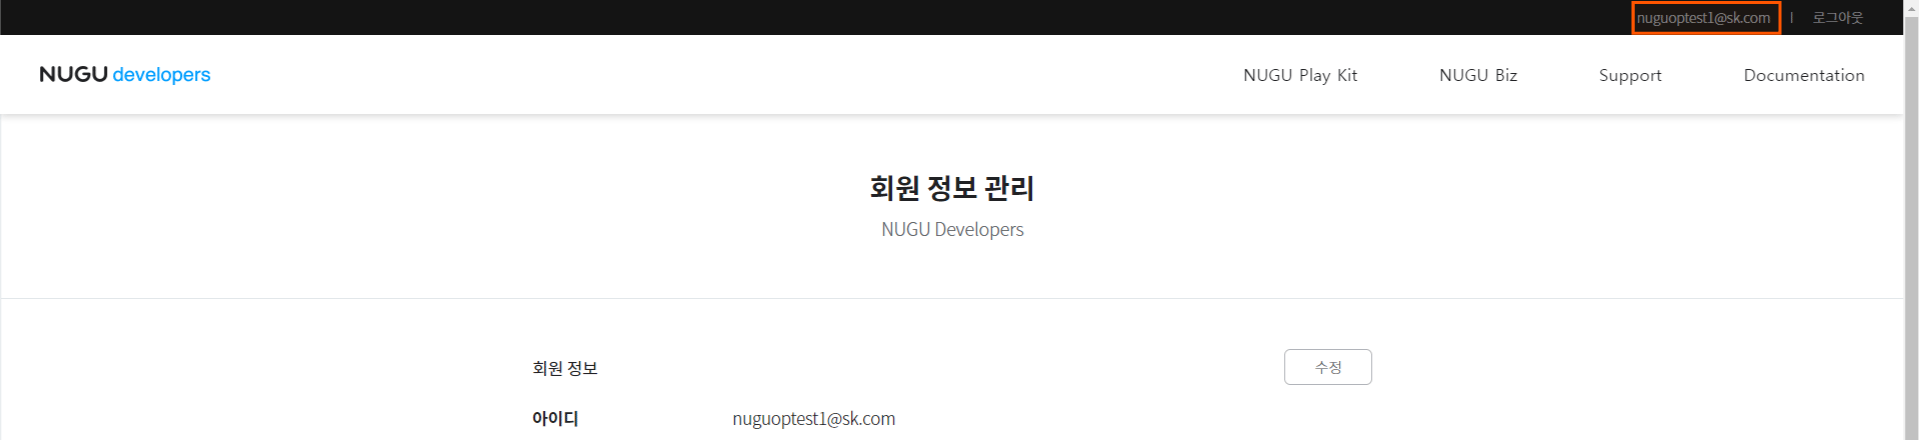 nuguoptest1@sk.com | 로그아웃
NUGU developers NUGU Play Kit NUGU Biz Support Documentation
회원 정보 관리
NUGU Developers
회원 정보 수정
아이디 nuguoptest1@sk.com